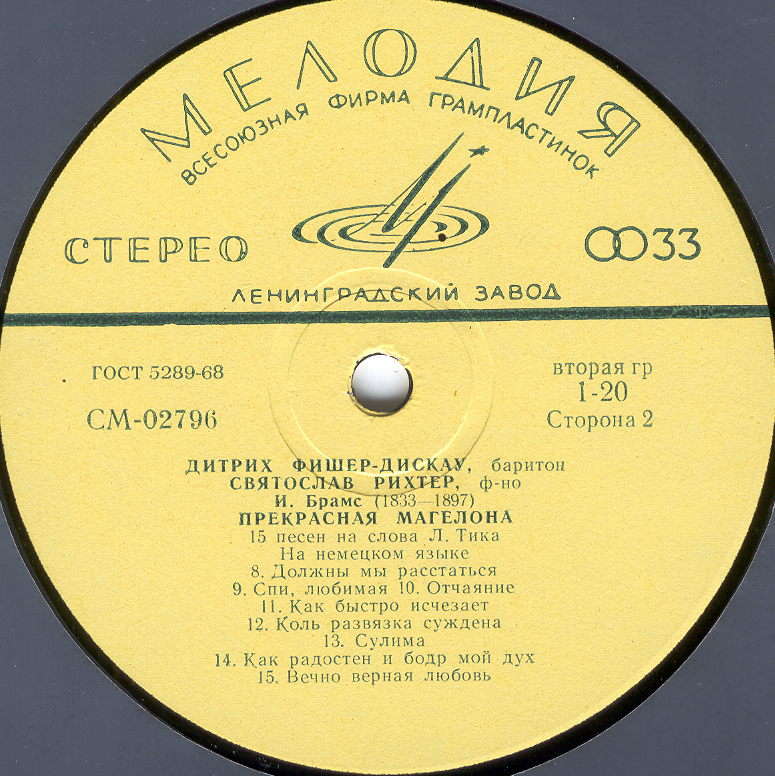 МЕЛОДИЯ
ВСЕСОЮЗНАЯ ФИРМА ГРАМПЛАСТИНОК
СТЕРЕО
33
ЛЕНИНГРАДСКИЙ ЗАВОД
ГОСТ 5289-68
вторая гр
1-20
СМ-02796
Сторона 2
ДИТРИХ ФИШЕР-ДИСКАУ, баритон
СВЯТОСЛАВ РИХТЕР, ф-но
И. Брамс (1833—1897)
ПРЕКРАСНАЯ МАГЕЛОНА
15 песен на слова Л. Тика
На немецком языке
8. Должны мы расстаться
9. Спи, любимая 10. Отчаяние
11. Как быстро исчезает
12. Коль развязка суждена
13. Сулима
14. Как радостен и бодр мой дух
15. Вечно верная любовь